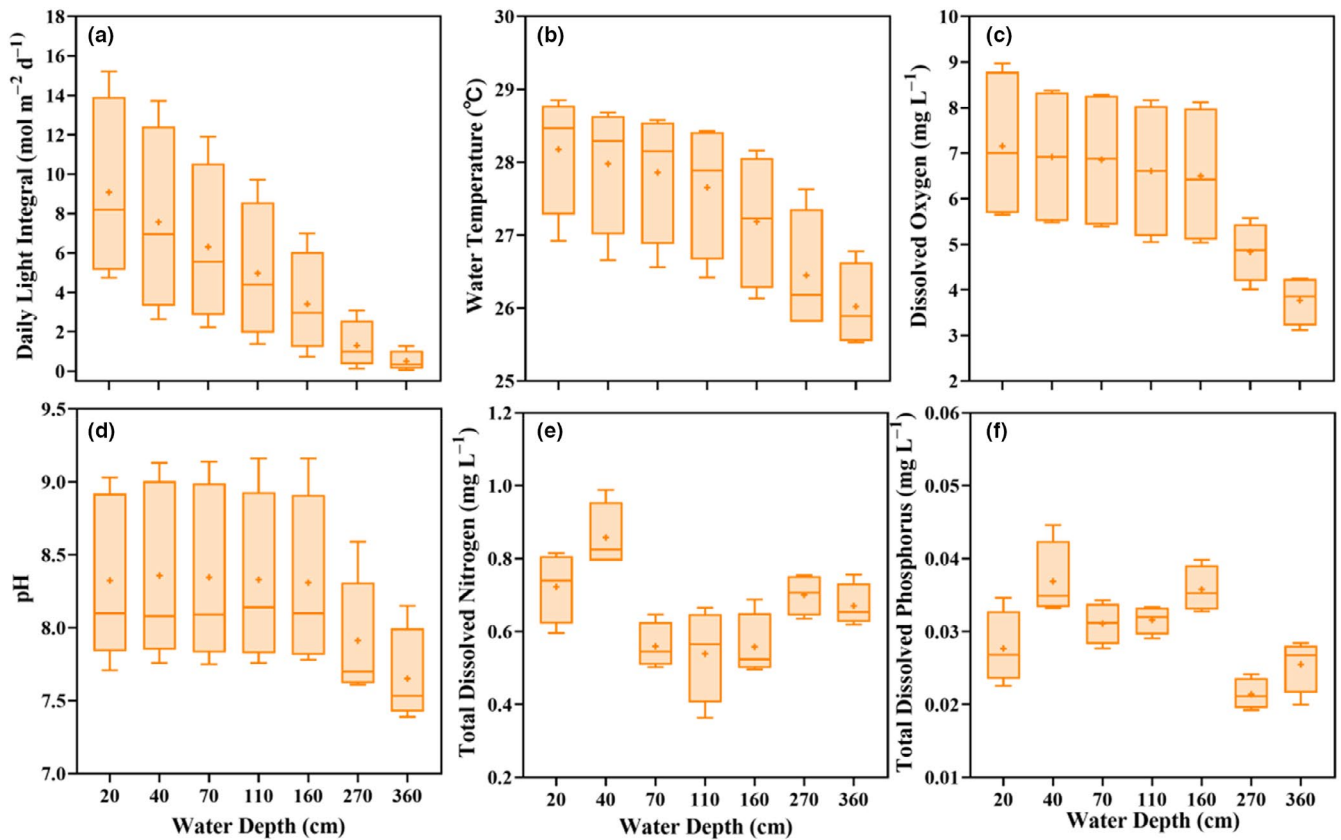 (a)
Daily Light Integral (mol m⁻² d⁻¹)
18
16
14
12
10
8
6
4
2
0
(b)
Water Temperature (℃)
30
29
28
27
26
25
(c)
Dissolved Oxygen (mg L⁻¹)
10
9
8
7
6
5
4
3
2
(d)
pH
9.5
9.0
8.5
8.0
7.5
7.0
20 40 70 110 160 270 360
Water Depth (cm)
(e)
Total Dissolved Nitrogen (mg L⁻¹)
1.2
1.0
0.8
0.6
0.4
0.2
20 40 70 110 160 270 360
Water Depth (cm)
(f)
Total Dissolved Phosphorus (mg L⁻¹)
0.06
0.05
0.04
0.03
0.02
0.01
20 40 70 110 160 270 360
Water Depth (cm)